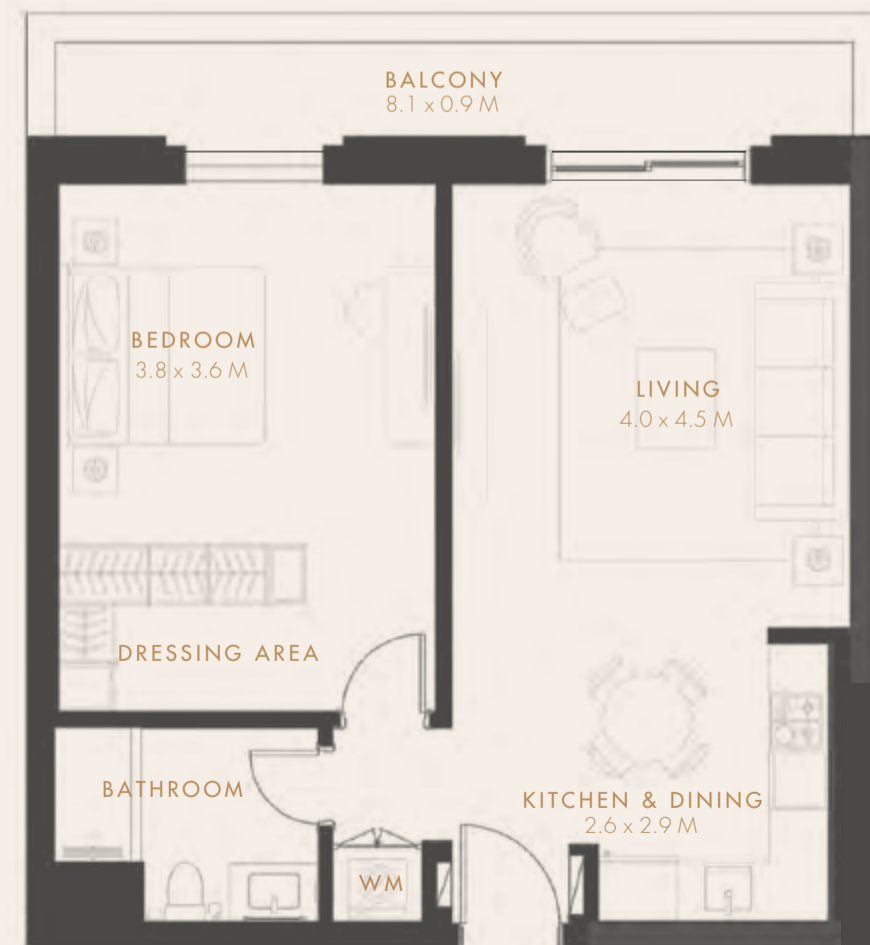 BALCONY
8.1 x 0.9 M
BEDROOM
3.8 x 3.6 M
LIVING
4.0 x 4.5 M
DRESSING AREA
BATHROOM
KITCHEN & DINING
2.6 x 2.9 M
WM